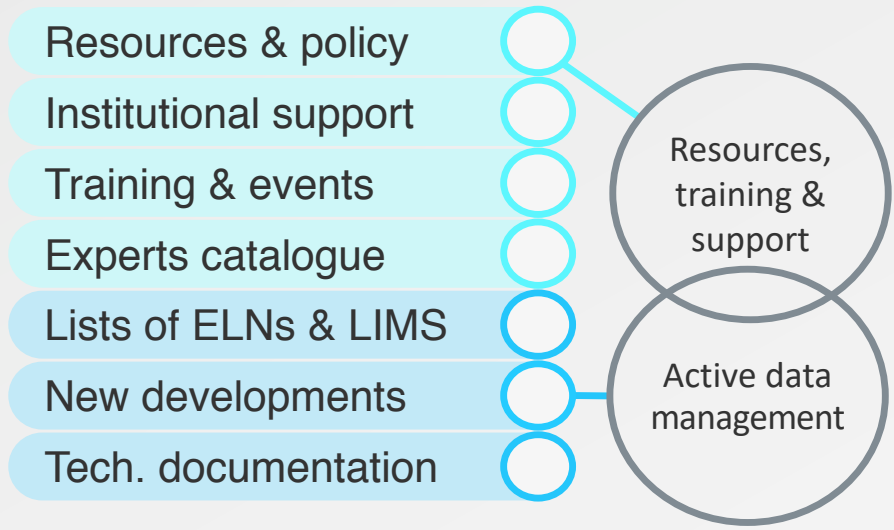 Resources & policy
Institutional support
Training & events
Experts catalogue
Lists of ELNs & LIMS
New developments
Tech. documentation
Resources,
training &
support
Active data
management